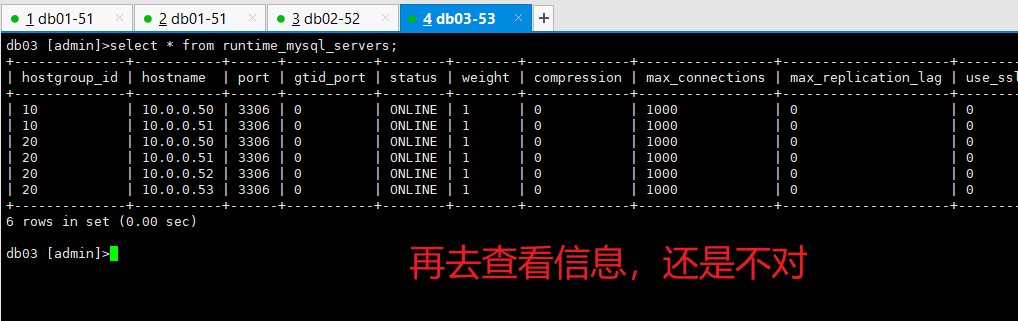 1 db01-51 2 db01-51 3 db02-52 4 db03-53
db03 [admin]>select * from runtime_mysql_servers;
+--------------+-----------+------+-----------+--------+--------+-------------+-----------------+---------------------+--------
| hostgroup_id | hostname | port | gtid_port | status | weight | compression | max_connections | max_replication_lag | use_ssl
+--------------+-----------+------+-----------+--------+--------+-------------+-----------------+---------------------+--------
| 10 | 10.0.0.50 | 3306 | 0 | ONLINE | 1 | 0 | 1000 | 0 | 0
| 10 | 10.0.0.51 | 3306 | 0 | ONLINE | 1 | 0 | 1000 | 0 | 0
| 20 | 10.0.0.50 | 3306 | 0 | ONLINE | 1 | 0 | 1000 | 0 | 0
| 20 | 10.0.0.51 | 3306 | 0 | ONLINE | 1 | 0 | 1000 | 0 | 0
| 20 | 10.0.0.52 | 3306 | 0 | ONLINE | 1 | 0 | 1000 | 0 | 0
| 20 | 10.0.0.53 | 3306 | 0 | ONLINE | 1 | 0 | 1000 | 0 | 0
+--------------+-----------+------+-----------+--------+--------+-------------+-----------------+---------------------+--------
6 rows in set (0.00 sec)
db03 [admin]>
再去查看信息，还是不对